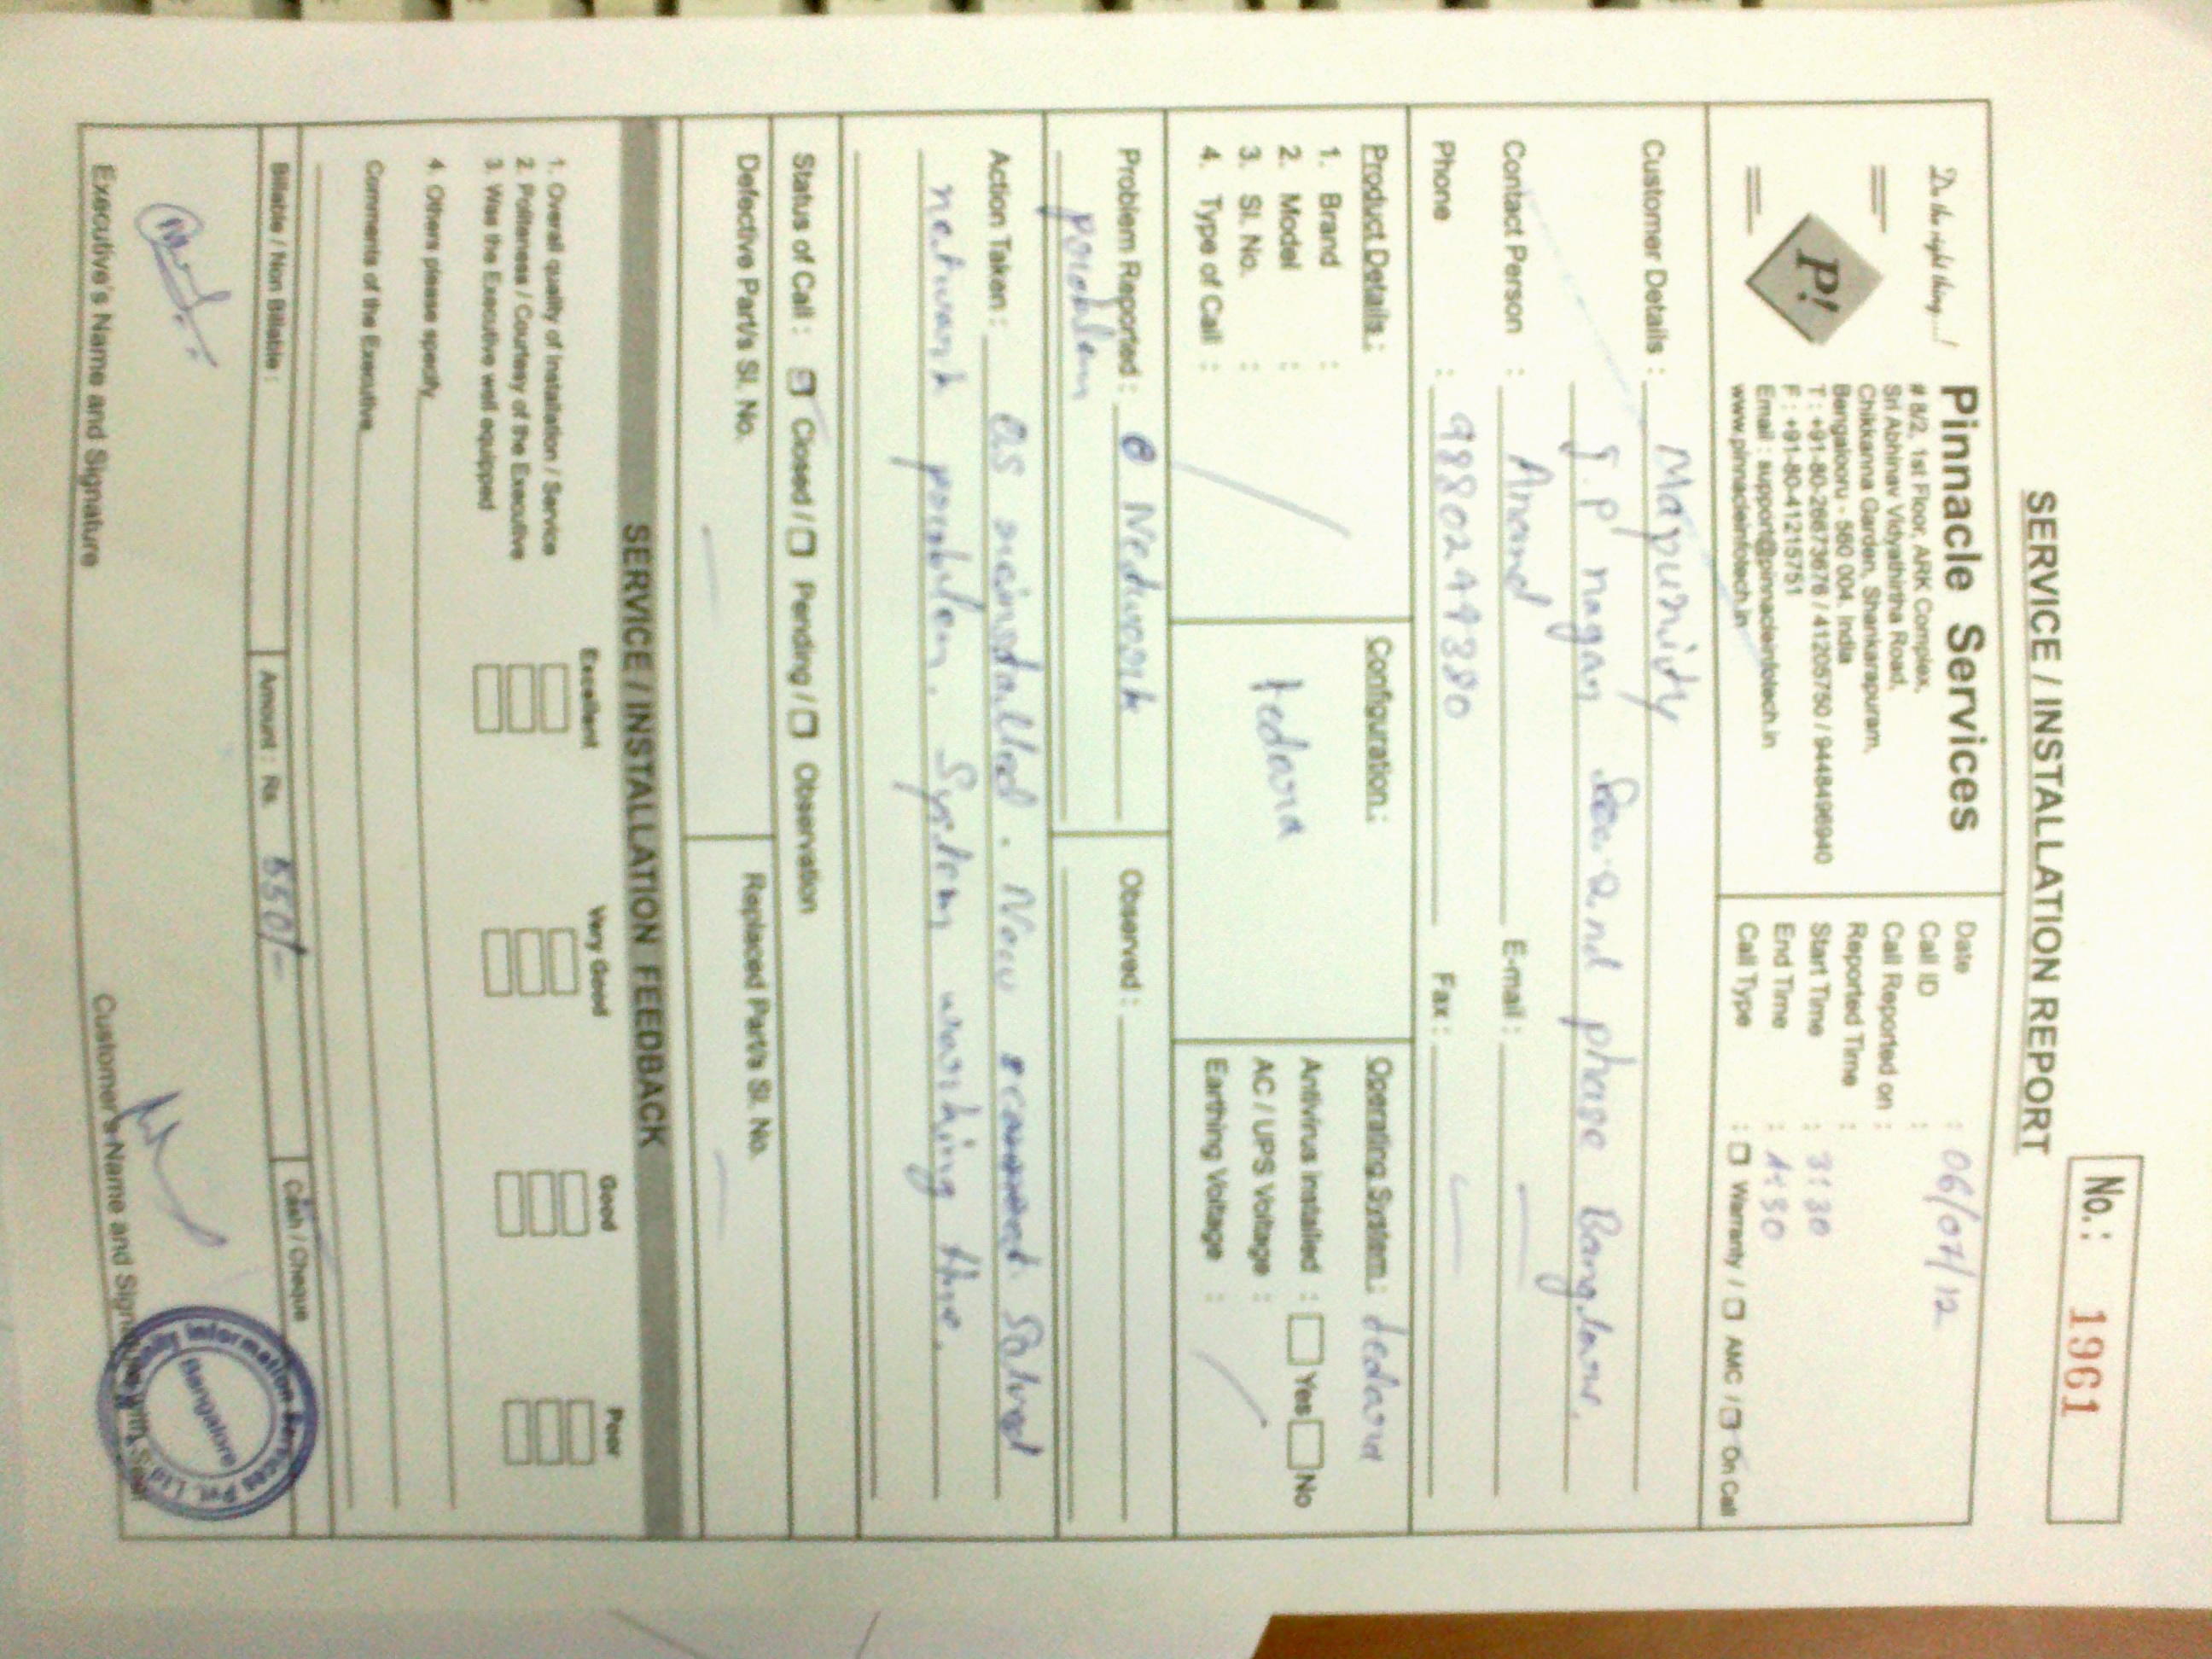 SERVICE / INSTALLATION REPORT
No.: 1961
Do the right thing....!
P!
Pinnacle Services
# 8/2, 1st Floor, ARK Complex,
Sri Abhinav Vidyathirtha Road,
Chikkanna Garden, Shankarapuram,
Bangalooru - 560 004. India
T : +91-80-26673676 / 41205750 / 9448496940
F : +91-80-41215751
Email : support@pinnacleinfotech.in
www.pinnacleinfotech.in
Date : 06/07/12
Call ID :
Call Reported on :
Reported Time :
Start Time : 3:30
End Time : 4:30
Call Type : Warranty / AMC / On Call
Customer Details : Mapunity
J.P nagar Sec 2nd phase Banglaore.
Contact Person : Anand E-mail :
Phone : 9880244380 Fax :
Product Details :
1. Brand :
2. Model :
3. Sl. No. :
4. Type of Call :
Configuration :
fedora
Operating System : fedora
Antivirus Installed : Yes No
AC / UPS Voltage :
Earthing Voltage :
Problem Reported : Network
problem
Observed :
Action Taken : os reinstalled. New Solved
network problem. System working
Status of Call : Closed / Pending / Observation
Defective Part/s Sl. No.
Replaced Part/s Sl. No.
SERVICE / INSTALLATION FEEDBACK
Excellent Very Good Good Poor
1. Overall quality of Installation / Service
2. Politeness / Courtesy of the Executive
3. Was the Executive well equipped
4. Others please specify
Comments of the Executive
Billable / Non Billable :
Amount : Rs. 550/-
Cash / Cheque
Executive's Name and Signature
Customer's Name and Signature with Seal
Information Services Pvt. Ltd.
Bangalore